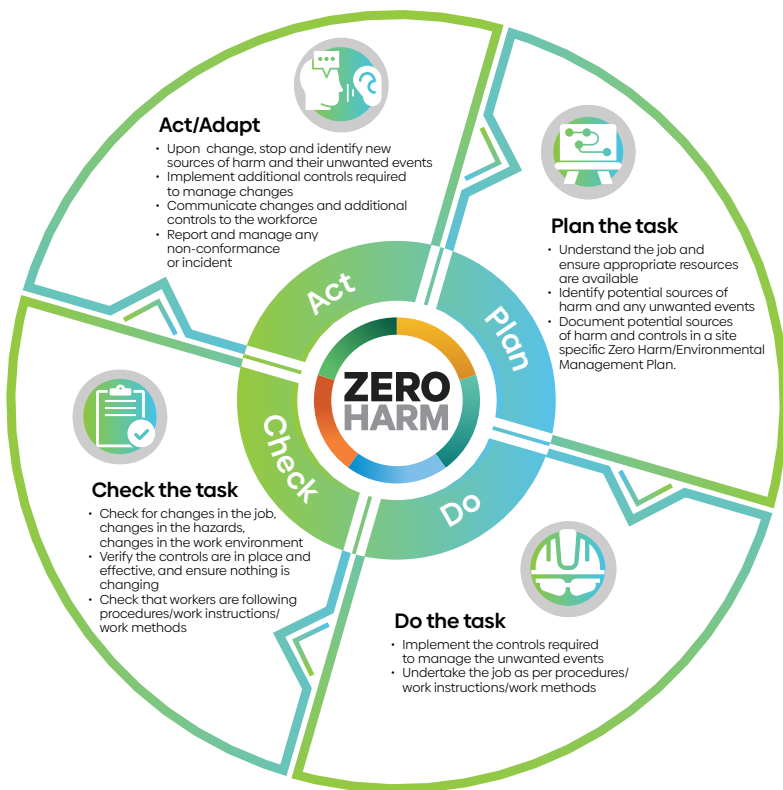 Act/Adapt
• Upon change, stop and identify new
sources of harm and their unwanted events
• Implement additional controls required
to manage changes
• Communicate changes and additional
controls to the workforce
• Report and manage any
non-conformance
or incident
Plan the task
• Understand the job and
ensure appropriate resources
are available
• Identify potential sources of
harm and any unwanted events
• Document potential sources
of harm and controls in a site
specific Zero Harm/Environmental
Management Plan.
Act
Plan
ZERO
HARM
Check
Do
Check the task
• Check for changes in the job,
changes in the hazards,
changes in the work environment
• Verify the controls are in place and
effective, and ensure nothing is
changing
• Check that workers are following
procedures/work instructions/
work methods
Do the task
• Implement the controls required
to manage the unwanted events
• Undertake the job as per procedures/
work instructions/work methods